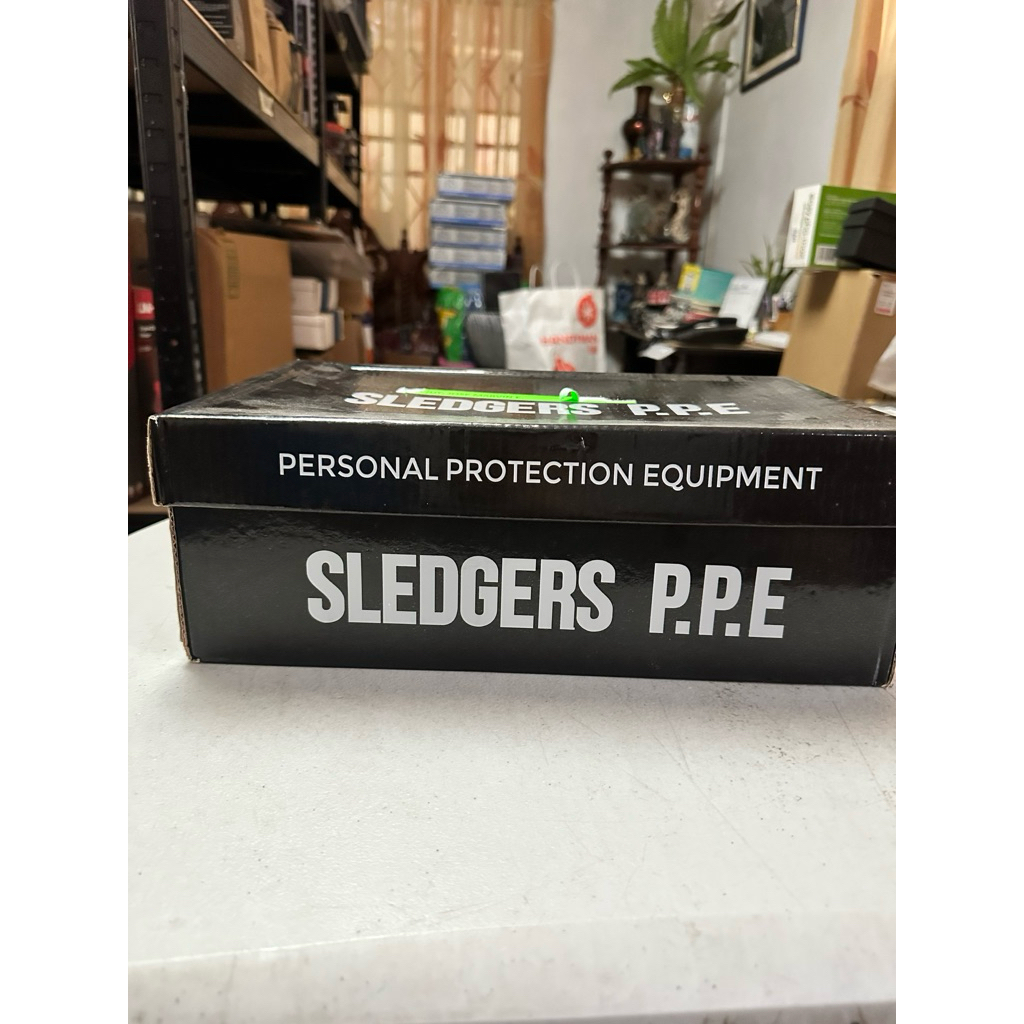 SLEDGERS P.P.E
PERSONAL PROTECTION EQUIPMENT
SLEDGERS P.P.E